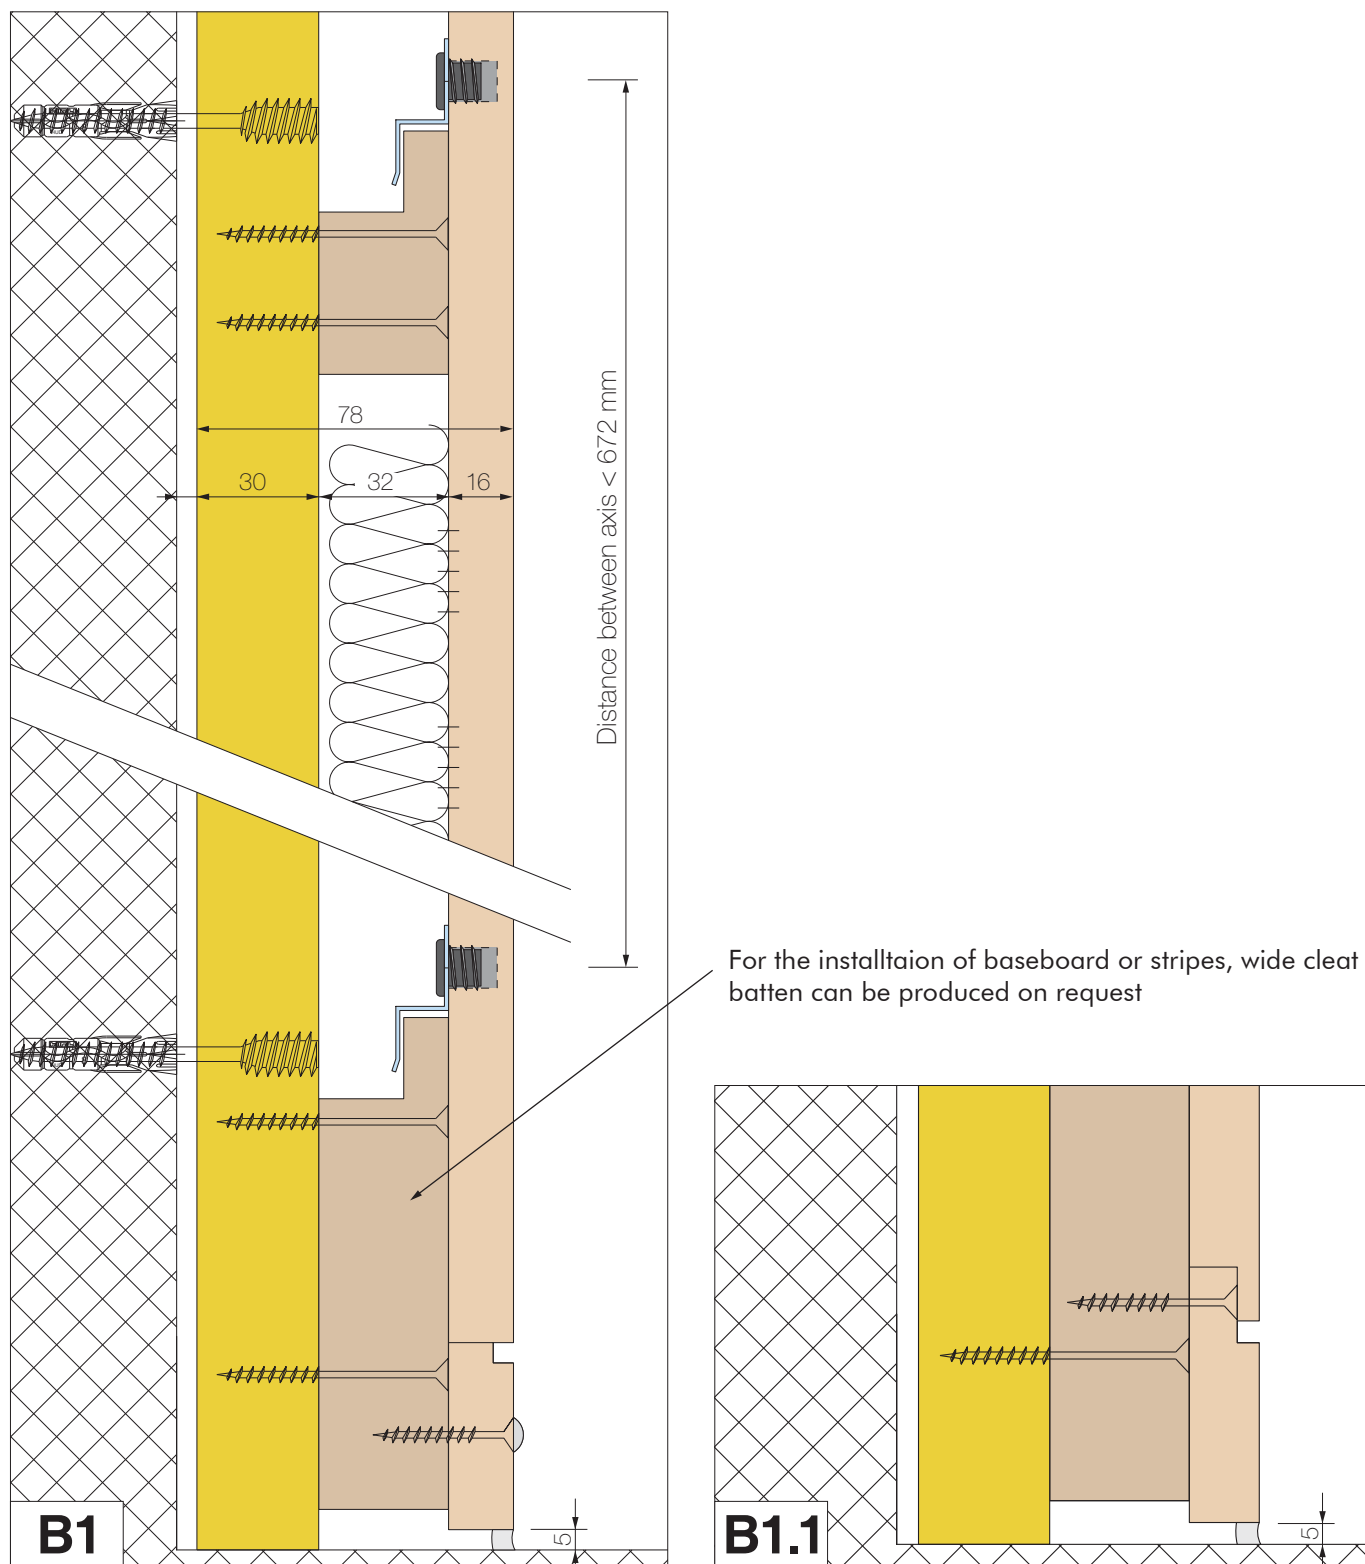 78
30
32
16
Distance between axis < 672 mm
For the installtaion of baseboard or stripes, wide cleat
batten can be produced on request
B1
5
B1.1
5